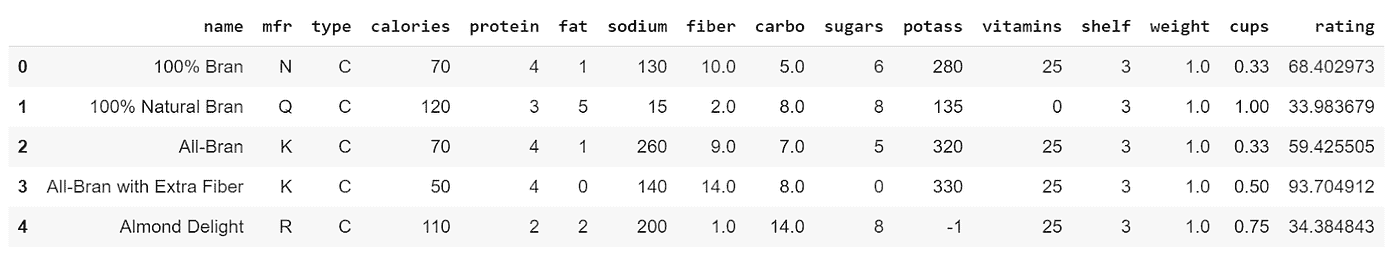 name mfr type calories protein fat sodium fiber carbo sugars potass vitamins shelf weight cups rating
0 100% Bran N C 70 4 1 130 10.0 5.0 6 280 25 3 1.0 0.33 68.402973
1 100% Natural Bran Q C 120 3 5 15 2.0 8.0 8 135 0 3 1.0 1.00 33.983679
2 All-Bran K C 70 4 1 260 9.0 7.0 5 320 25 3 1.0 0.33 59.425505
3 All-Bran with Extra Fiber K C 50 4 0 140 14.0 8.0 0 330 25 3 1.0 0.50 93.704912
4 Almond Delight R C 110 2 2 200 1.0 14.0 8 -1 25 3 1.0 0.75 34.384843